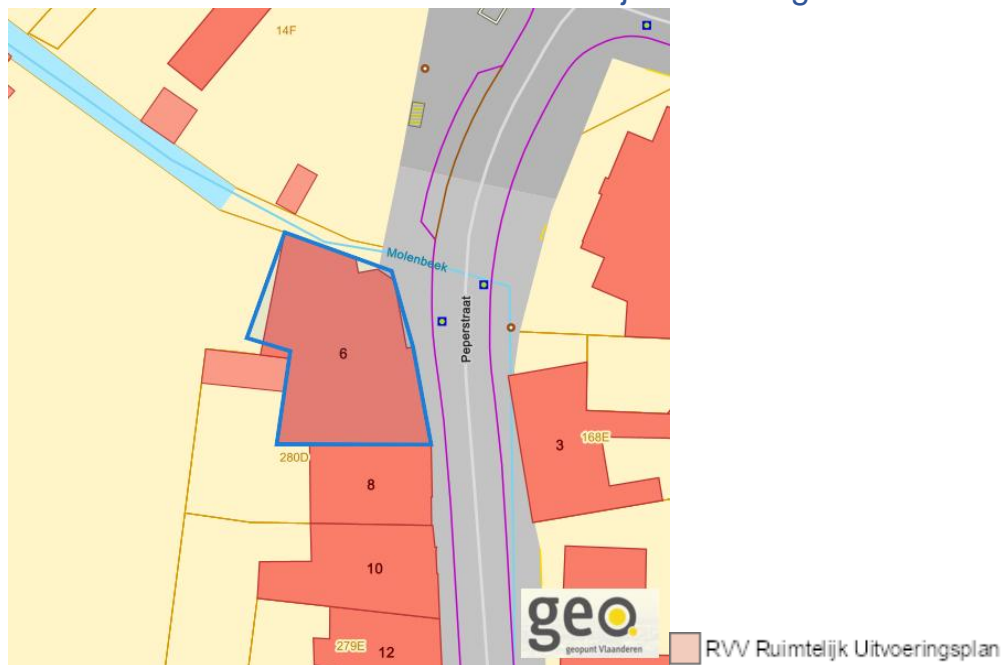 14F
Molenbeek
Peperstraat
6
3
168E
280D
8
10
279E
12
geo.
geopunt Vlaanderen
RVV Ruimtelijk Uitvoeringsplan